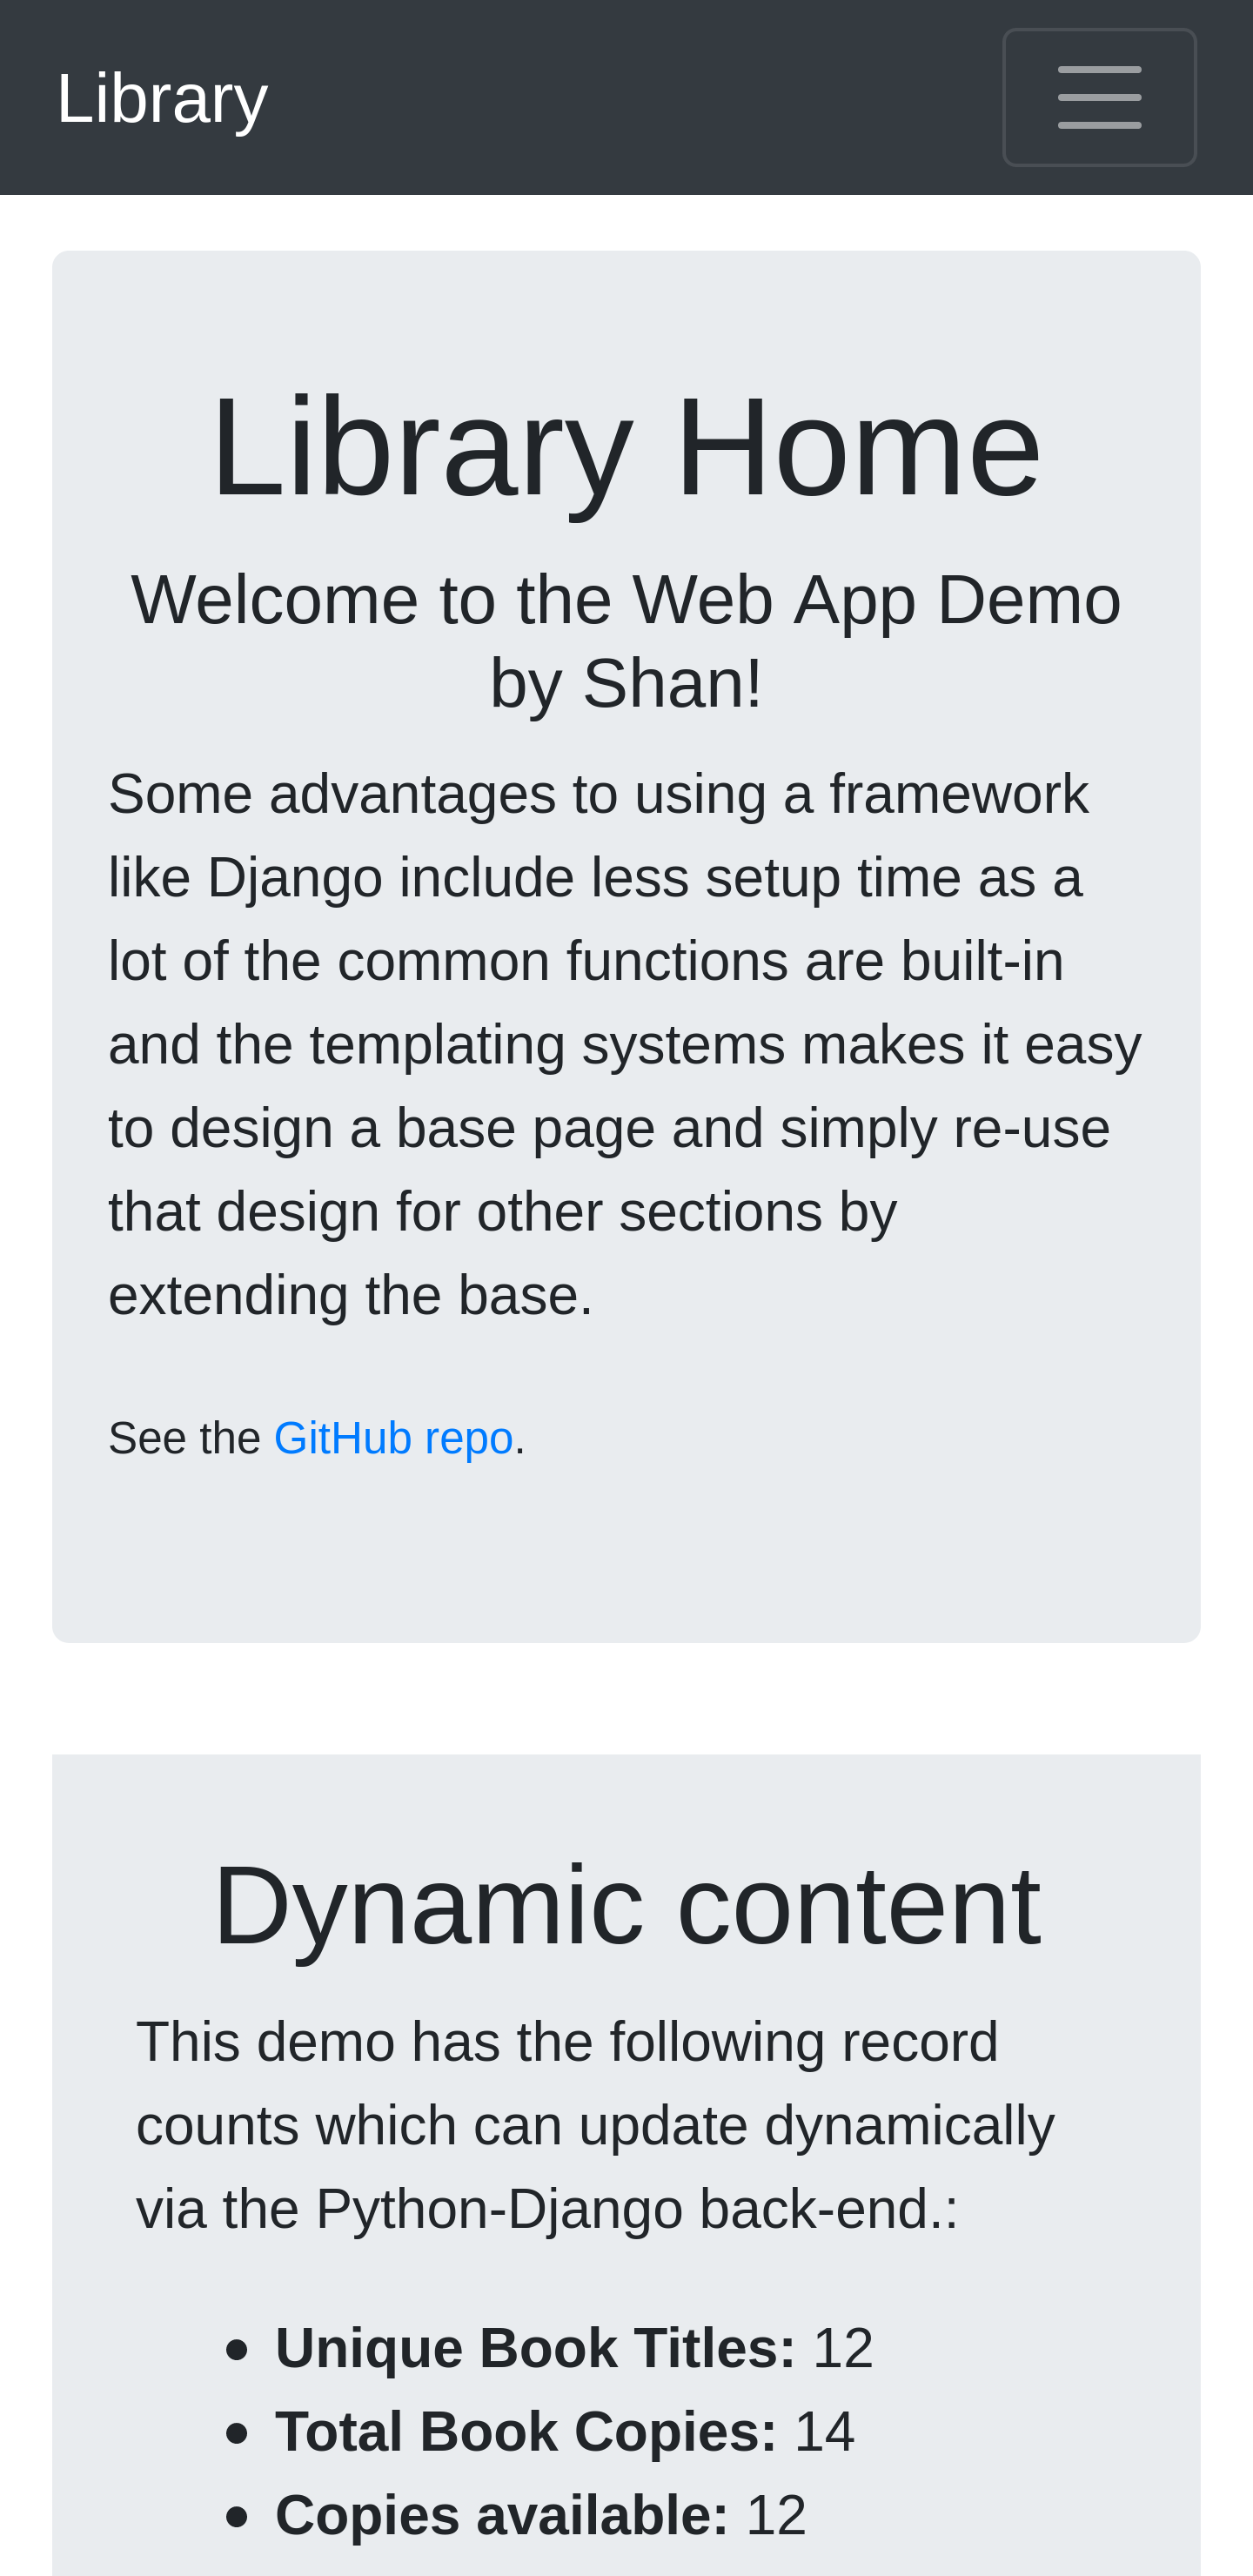 Library
Library Home
Welcome to the Web App Demo
by Shan!
Some advantages to using a framework
like Django include less setup time as a
lot of the common functions are built-in
and the templating systems makes it easy
to design a base page and simply re-use
that design for other sections by
extending the base.
See the GitHub repo.
Dynamic content
This demo has the following record
counts which can update dynamically
via the Python-Django back-end.:
• Unique Book Titles: 12
• Total Book Copies: 14
• Copies available: 12